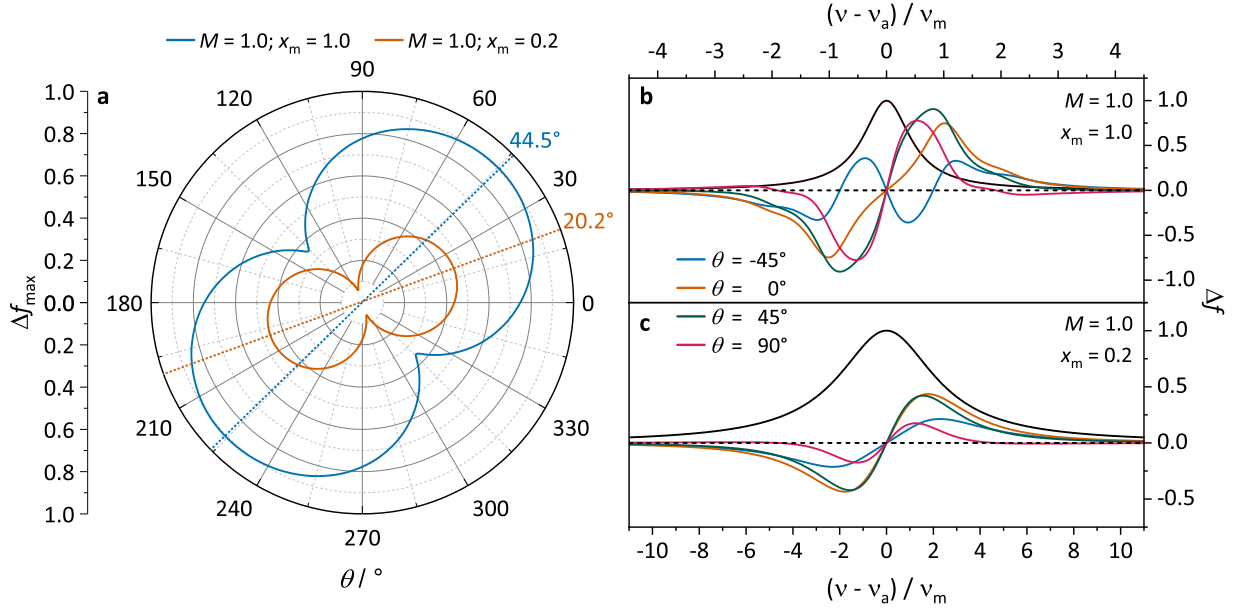 M = 1.0; xm = 1.0
M = 1.0; xm = 0.2
a
1.0
0.8
0.6
0.4
0.2
0.0
0.2
0.4
0.6
0.8
1.0
Δfmax
90
60
30
0
330
300
270
240
210
180
150
120
44.5°
20.2°
θ / °
(ν - νa) / νm
-4 -3 -2 -1 0 1 2 3 4
b
M = 1.0
xm = 1.0
1.0
0.5
0.0
-0.5
-1.0
θ = -45°
θ = 0°
θ = 45°
θ = 90°
Δf
c
M = 1.0
xm = 0.2
0.5
0.0
-0.5
-10 -8 -6 -4 -2 0 2 4 6 8 10
(ν - νa) / νm